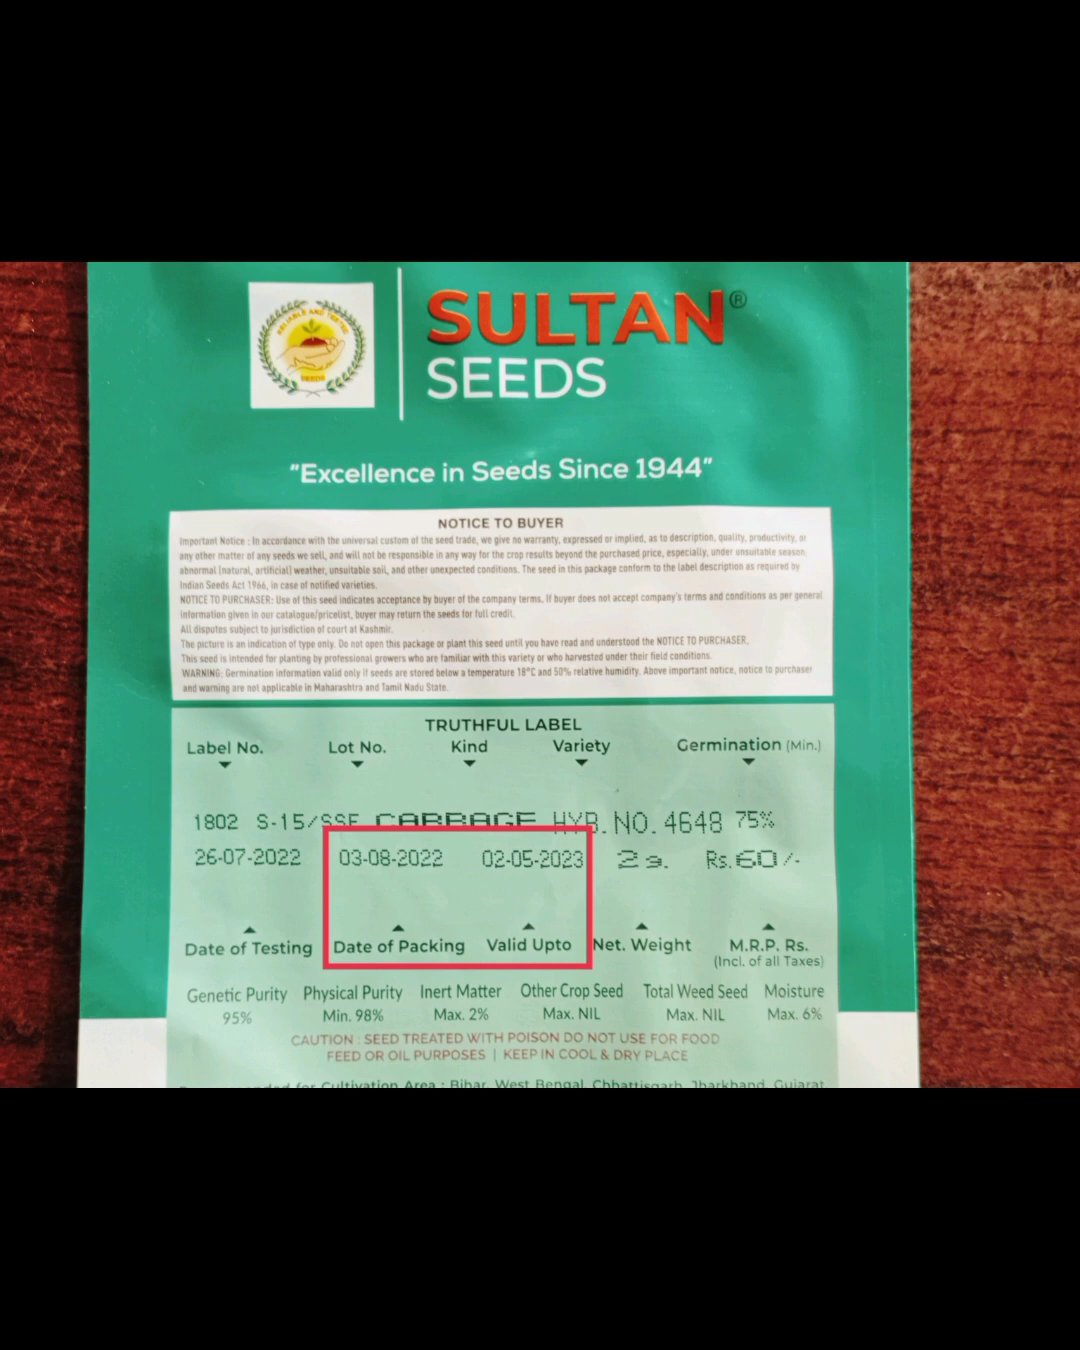 RELIABLE AND TESTED
SEEDS
SULTAN®
SEEDS
"Excellence in Seeds Since 1944"
NOTICE TO BUYER
Important Notice : In accordance with the universal custom of the seed trade, we give no warranty, expressed or implied, as to description, quality, productivity, or
any other matter of any seeds we sell, and will not be responsible in any way for the crop results beyond the purchased price, especially, under unsuitable season,
abnormal (natural, artificial) weather, unsuitable soil, and other unexpected conditions. The seed in this package conform to the label description as required by
Indian Seeds Act 1966, in case of notified varieties.
NOTICE TO PURCHASER: Use of this seed indicates acceptance by buyer of the company terms. If buyer does not accept company's terms and conditions as per general
information given in our catalogue/pricelist, buyer may return the seeds for full credit.
All disputes subject to jurisdiction of court at Kashmir.
The picture is an indication of type only. Do not open this package or plant this seed until you have read and understood the NOTICE TO PURCHASER.
This seed is intended for planting by professional growers who are familiar with this variety or who harvested under their field conditions.
WARNING: Germination information valid only if seeds are stored below a temperature 18°C and 50% relative humidity. Above important notice, notice to purchaser
and warning are not applicable in Maharashtra and Tamil Nadu State.
TRUTHFUL LABEL
Label No. Lot No. Kind Variety Germination (Min.)
1802 S-15/SSF CABBAGE HYB. NO. 4648 75%
26-07-2022 03-08-2022 02-05-2023 2 g. Rs. 60/-
Date of Testing Date of Packing Valid Upto Net. Weight M.R.P. Rs.
(Incl. of all Taxes)
Genetic Purity Physical Purity Inert Matter Other Crop Seed Total Weed Seed Moisture
95% Min. 98% Max. 2% Max. NIL Max. NIL Max. 6%
CAUTION : SEED TREATED WITH POISON DO NOT USE FOR FOOD
FEED OR OIL PURPOSES | KEEP IN COOL & DRY PLACE
for Cultivation Area : Bihar, West Bengal, Chhattisgarh, Jharkhand, Gujarat